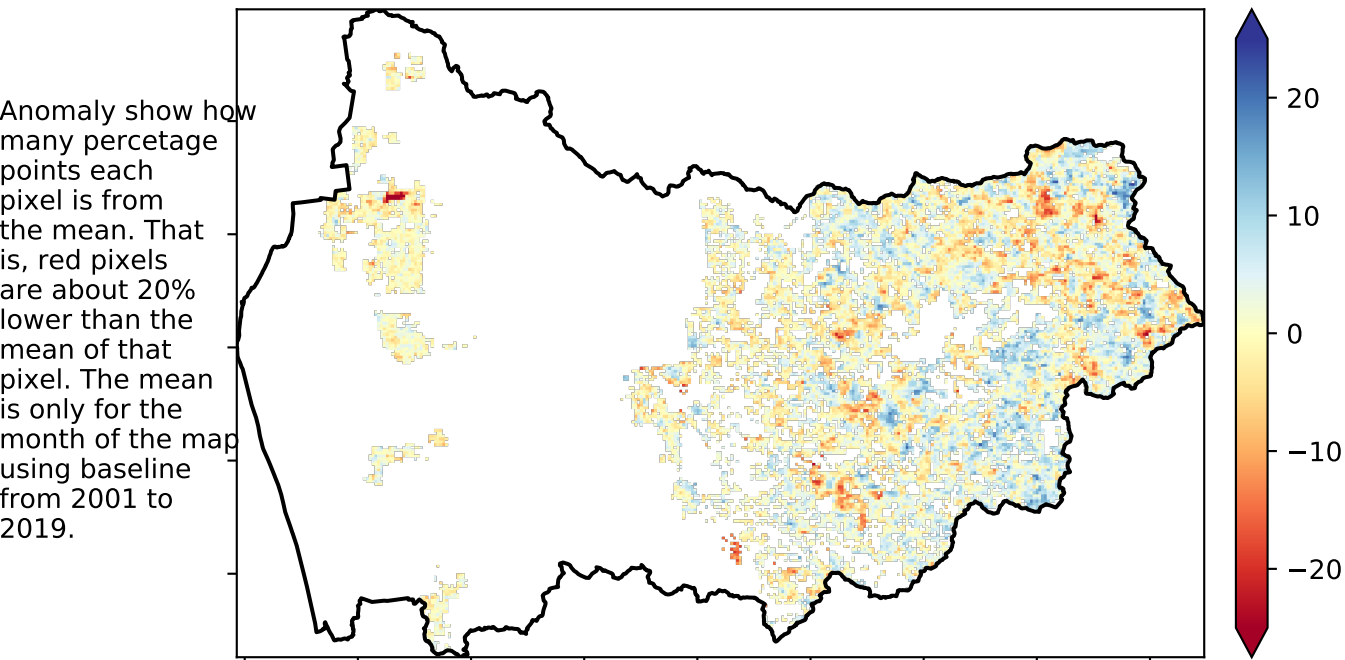 Anomaly show how
many percetage
points each
pixel is from
the mean. That
is, red pixels
are about 20%
lower than the
mean of that
pixel. The mean
is only for the
month of the map
using baseline
from 2001 to
2019.
20
10
0
−10
−20